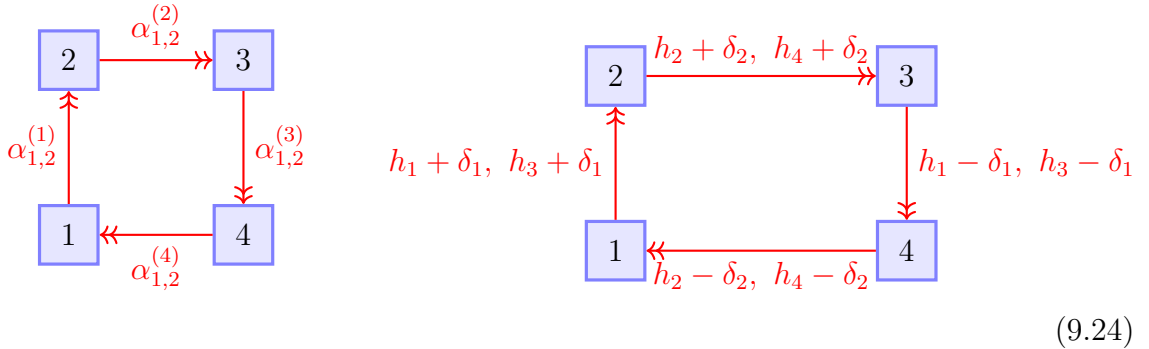 α_{1,2}^{(2)}
2 3
α_{1,2}^{(1)} α_{1,2}^{(3)}
1 4
α_{1,2}^{(4)}
h_2 + δ_2, h_4 + δ_2
2 3
h_1 + δ_1, h_3 + δ_1 h_1 − δ_1, h_3 − δ_1
1 4
h_2 − δ_2, h_4 − δ_2
(9.24)